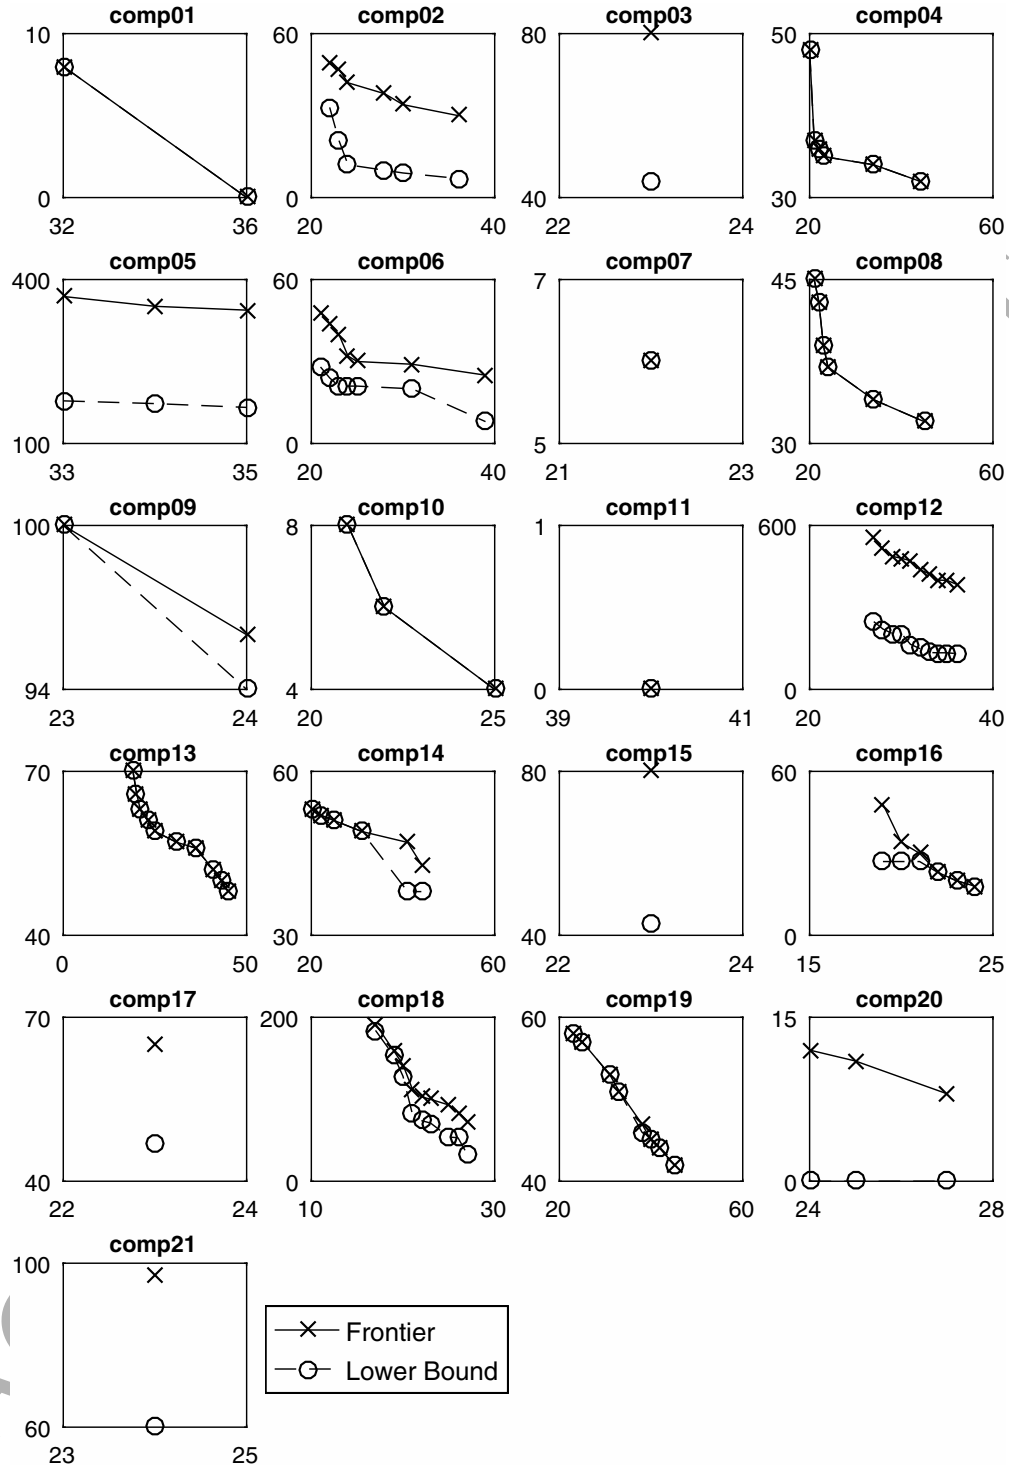 comp01 comp02 comp03 comp04
10 60 80 50
0 0 40 30
32 36 20 40 22 24 20 60
comp05 comp06 comp07 comp08
400 60 7 45
100 0 5 30
33 35 20 40 21 23 20 60
comp09 comp10 comp11 comp12
100 8 1 600
94 4 0 0
23 24 20 25 39 41 20 40
comp13 comp14 comp15 comp16
70 60 80 60
40 30 40 0
0 50 20 60 22 24 15 25
comp17 comp18 comp19 comp20
70 200 60 15
40 0 40 0
22 24 10 30 20 60 24 28
comp21
100
Frontier
Lower Bound
60
23 25